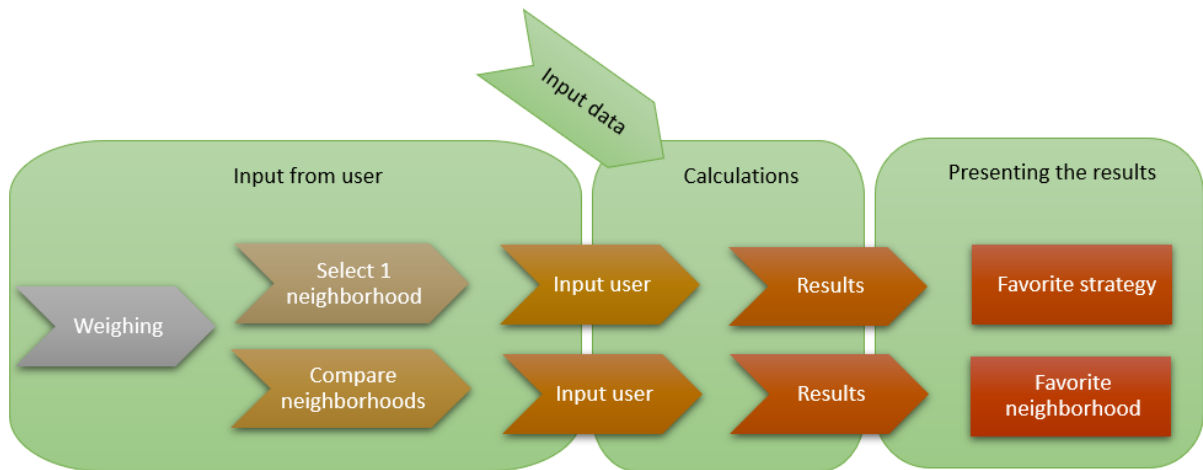 Input data
Input from user
Calculations
Presenting the results
Weighing
Select 1
neighborhood
Input user
Results
Favorite strategy
Compare
neighborhoods
Input user
Results
Favorite
neighborhood